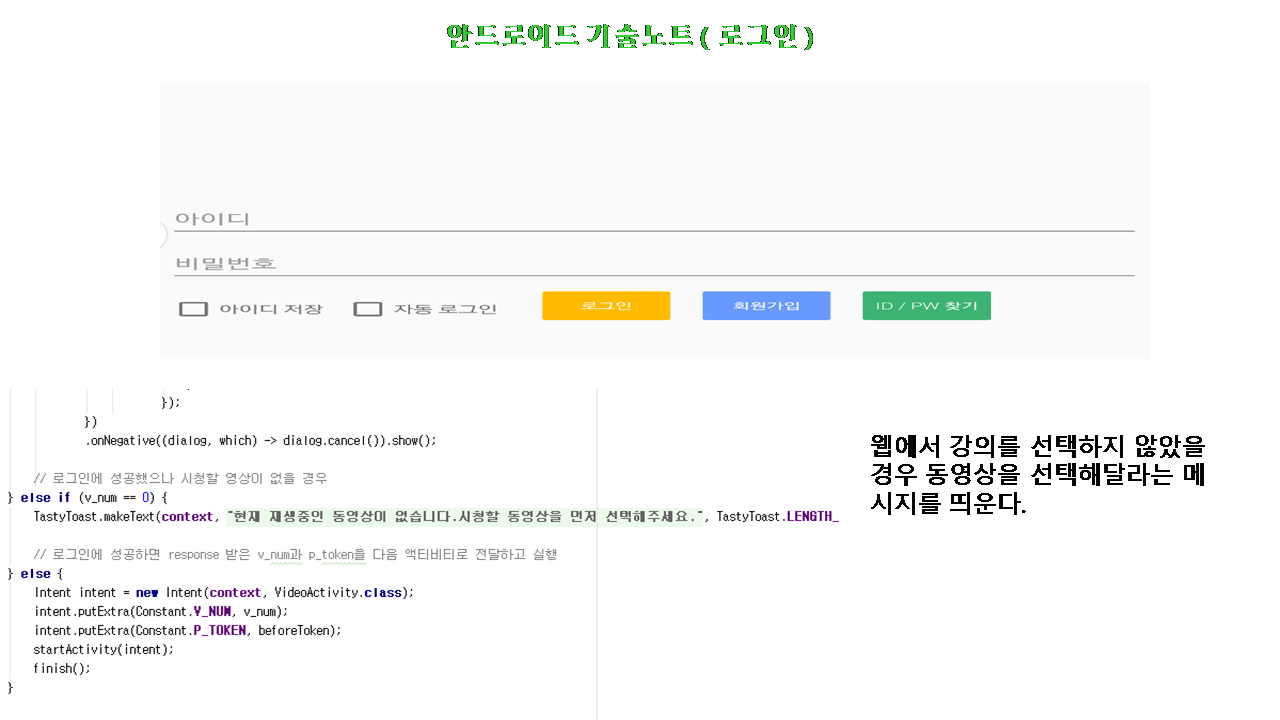 안드로이드 기술노트 ( 로그인 )
아이디
비밀번호
아이디 저장 자동 로그인 로그인 회원가입 ID / PW 찾기
});
})
.onNegative((dialog, which) -> dialog.cancel()).show();
// 로그인에 성공했으나 시청할 영상이 없을 경우
} else if (v_num == 0) {
TastyToast.makeText(context, "현재 재생중인 동영상이 없습니다.시청할 동영상을 먼저 선택해주세요.", TastyToast.LENGTH_
// 로그인에 성공하면 response 받은 v_num과 p_token을 다음 액티비티로 전달하고 실행
} else {
Intent intent = new Intent(context, VideoActivity.class);
intent.putExtra(Constant.V_NUM, v_num);
intent.putExtra(Constant.P_TOKEN, beforeToken);
startActivity(intent);
finish();
}
웹에서 강의를 선택하지 않았을
경우 동영상을 선택해달라는 메
시지를 띄운다.